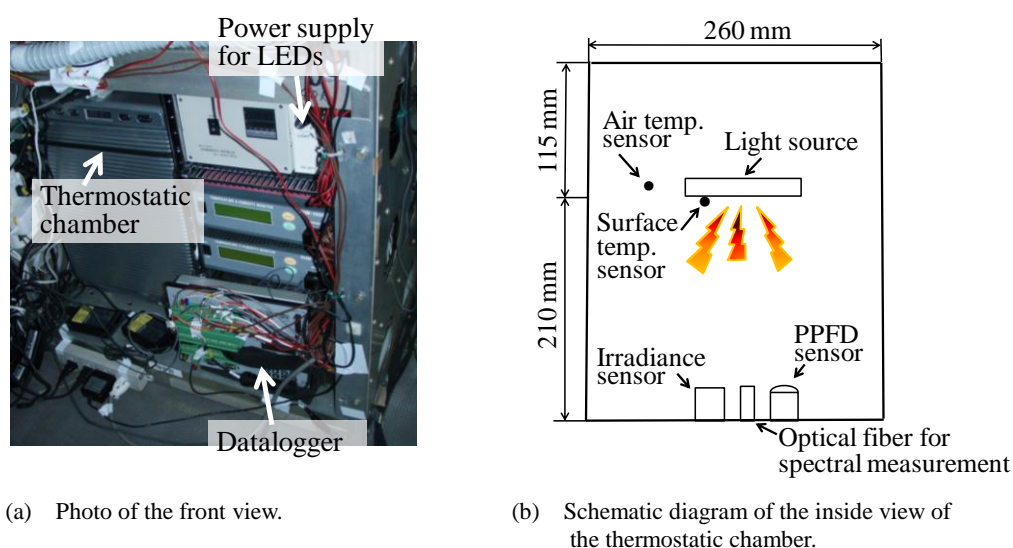 Power supply
for LEDs
Thermostatic
chamber
Datalogger
260 mm
115 mm
Air temp.
sensor
Light source
Surface
temp.
sensor
210 mm
Irradiance
sensor
PPFD
sensor
Optical fiber for
spectral measurement
(a) Photo of the front view.
(b) Schematic diagram of the inside view of
the thermostatic chamber.